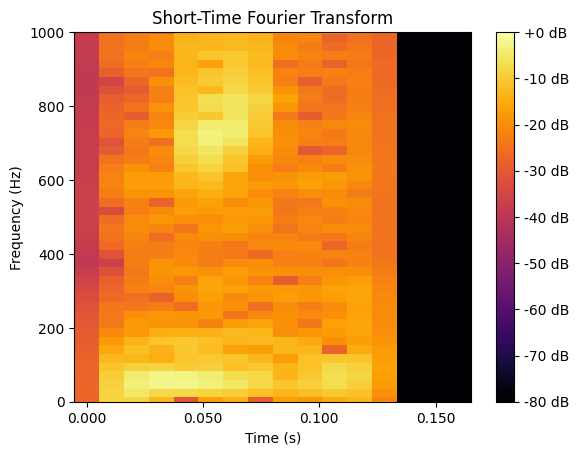 Short-Time Fourier Transform
1000
800
600
400
200
0
Frequency (Hz)
0.000
0.050
0.100
0.150
Time (s)
+0 dB
-10 dB
-20 dB
-30 dB
-40 dB
-50 dB
-60 dB
-70 dB
-80 dB